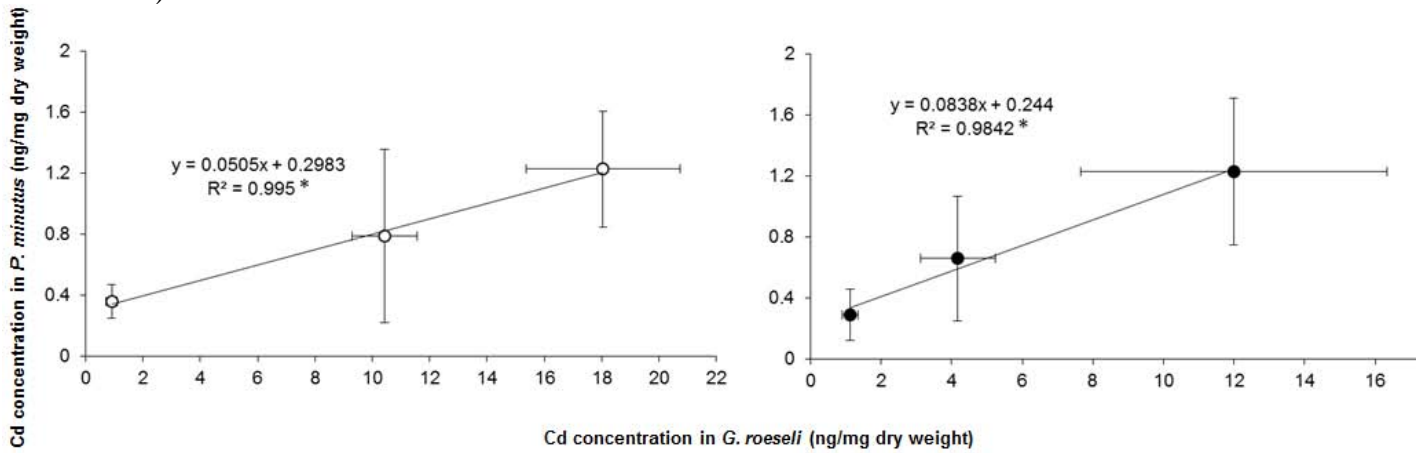 )
Cd concentration in P. minutus (ng/mg dry weight)
2
1.6
1.2
0.8
0.4
0
y = 0.0505x + 0.2983
R² = 0.995 *
0 2 4 6 8 10 12 14 16 18 20 22
2
1.6
1.2
0.8
0.4
0
y = 0.0838x + 0.244
R² = 0.9842 *
0 2 4 6 8 10 12 14 16
Cd concentration in G. roeseli (ng/mg dry weight)